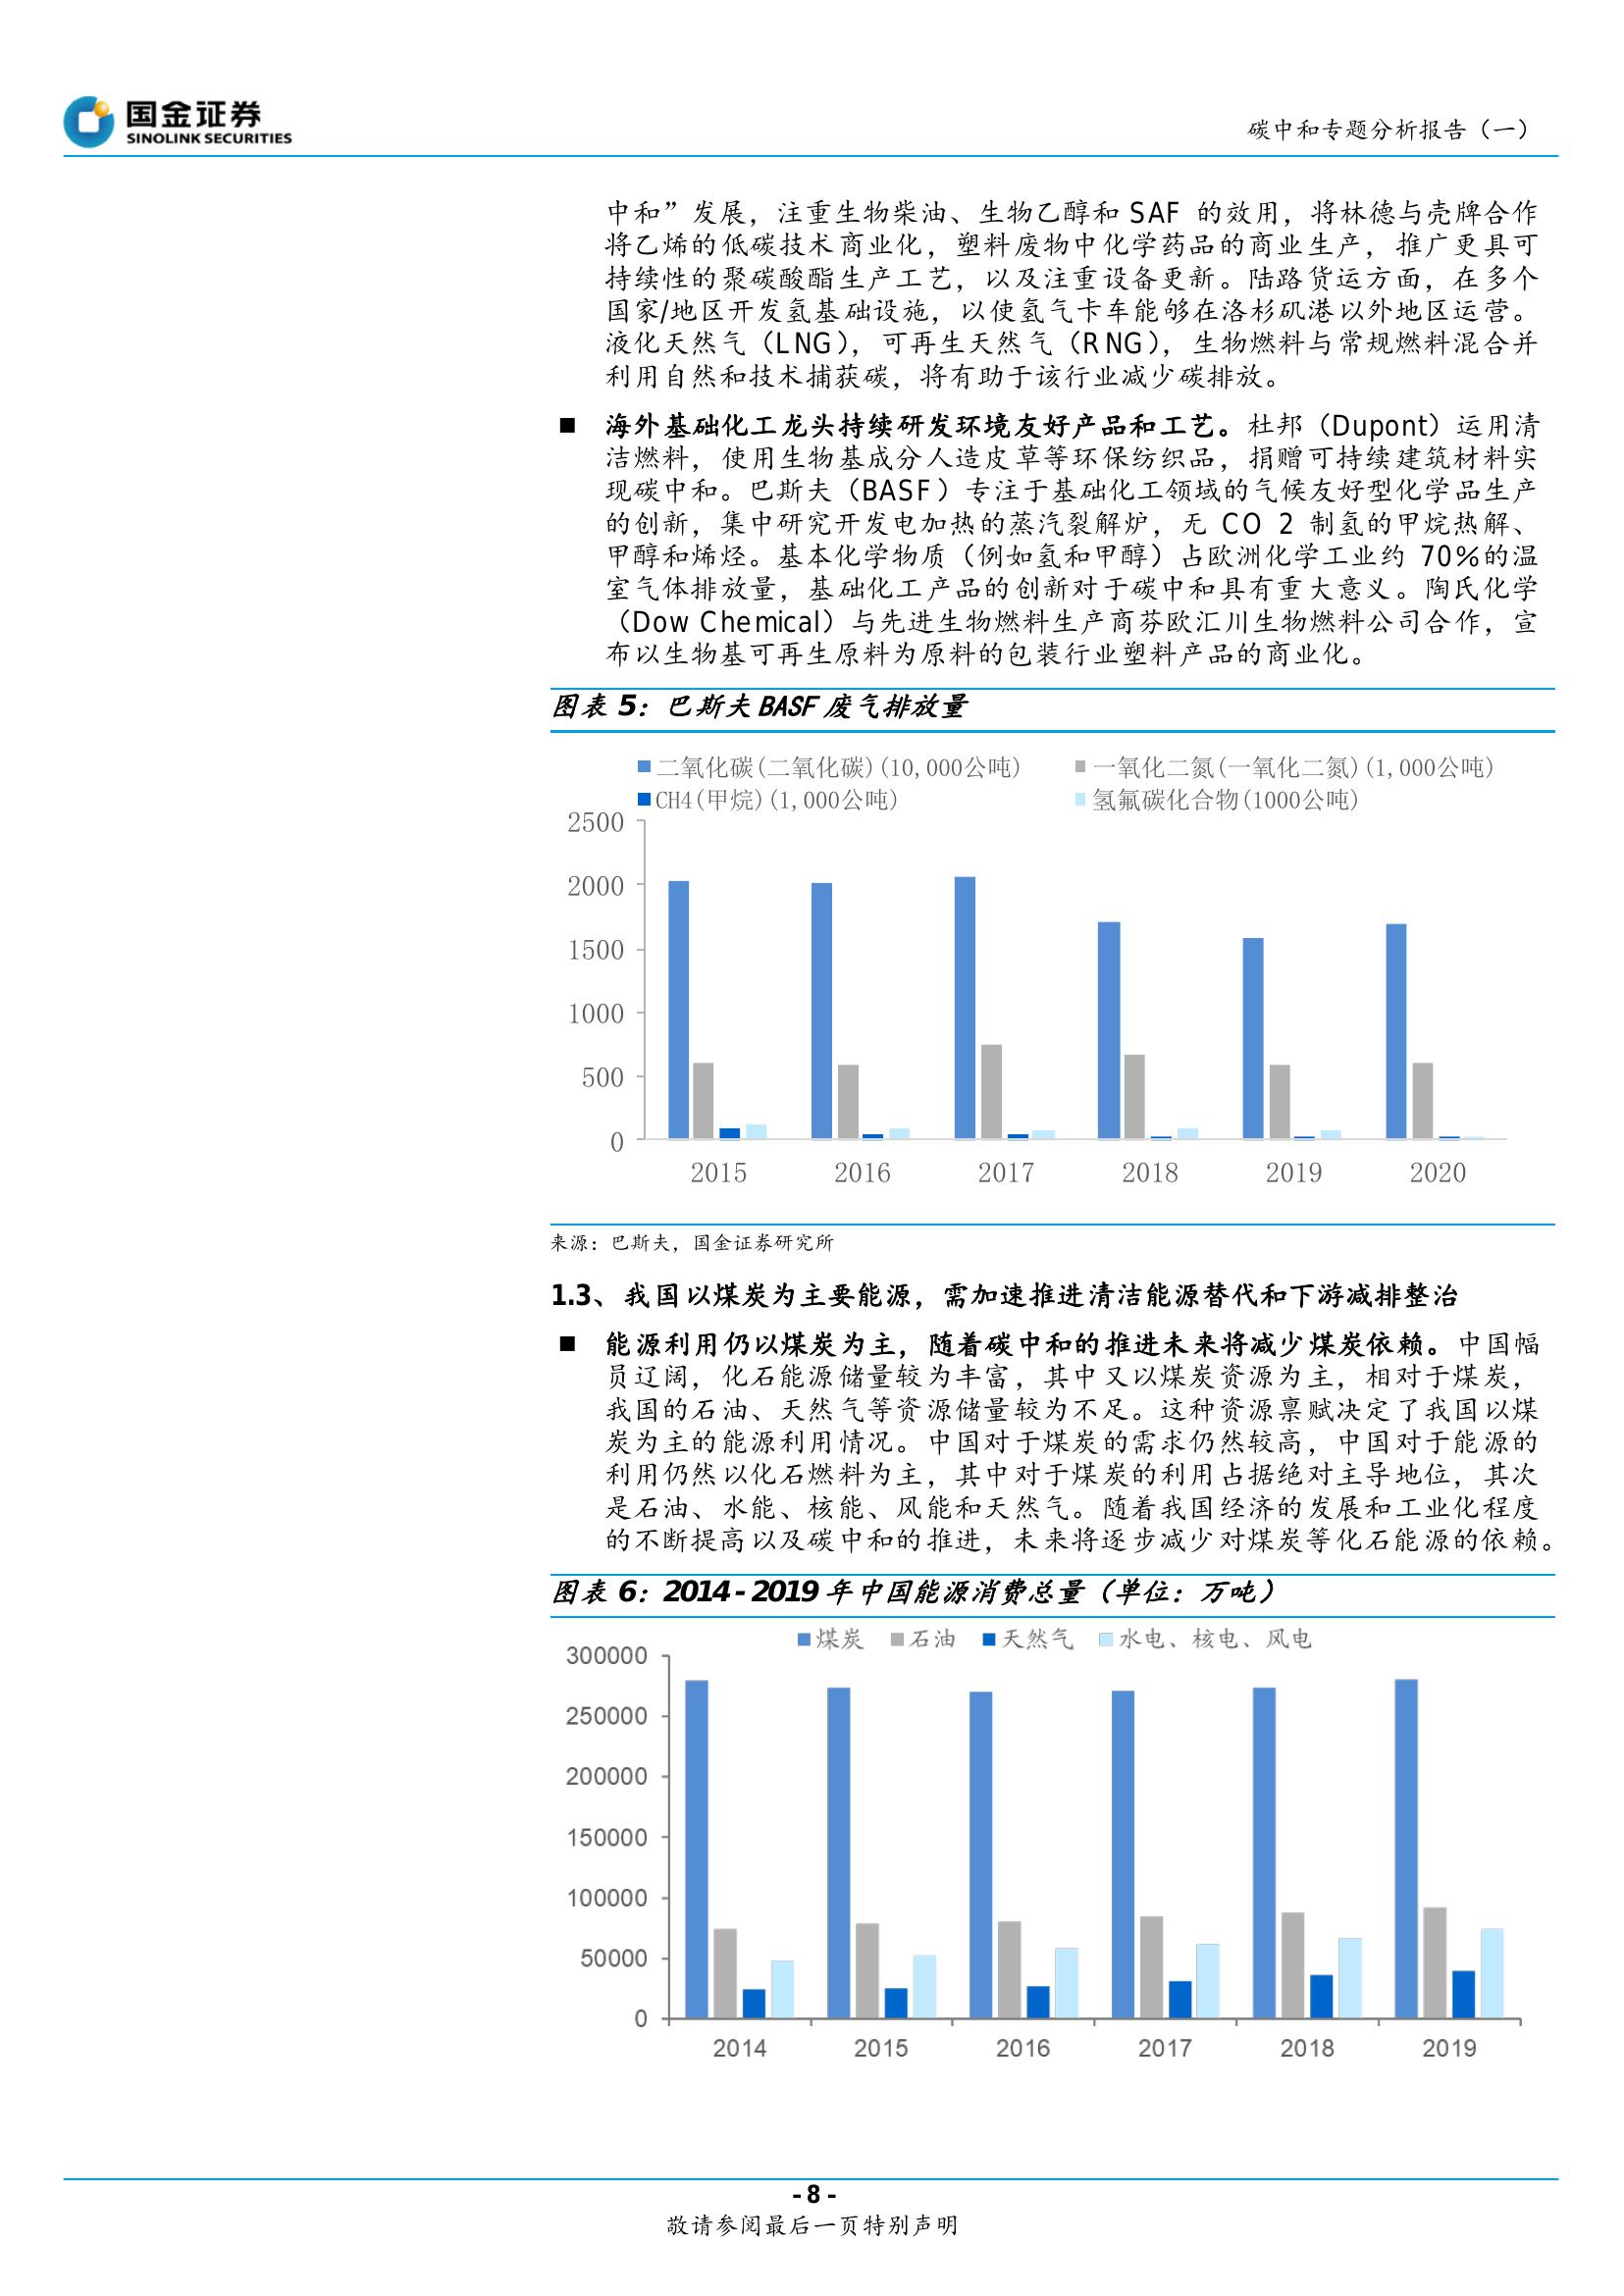 国金证券
SINOLINK SECURITIES
碳中和专题分析报告（一）
中和”发展，注重生物柴油、生物乙醇和 SAF 的效用，将林德与壳牌合作
将乙烯的低碳技术商业化，塑料废物中化学药品的商业生产，推广更具可
持续性的聚碳酸酯生产工艺，以及注重设备更新。陆路货运方面，在多个
国家/地区开发氢基础设施，以使氢气卡车能够在洛杉矶港以外地区运营。
液化天然气（LNG），可再生天然气（RNG），生物燃料与常规燃料混合并
利用自然和技术捕获碳，将有助于该行业减少碳排放。
■ 海外基础化工龙头持续研发环境友好产品和工艺。杜邦（Dupont）运用清
洁燃料，使用生物基成分人造皮草等环保纺织品，捐赠可持续建筑材料实
现碳中和。巴斯夫（BASF）专注于基础化工领域的气候友好型化学品生产
的创新，集中研究开发电加热的蒸汽裂解炉，无 CO 2 制氢的甲烷热解、
甲醇和烯烃。基本化学物质（例如氢和甲醇）占欧洲化学工业约 70%的温
室气体排放量，基础化工产品的创新对于碳中和具有重大意义。陶氏化学
（Dow Chemical）与先进生物燃料生产商芬欧汇川生物燃料公司合作，宣
布以生物基可再生原料为原料的包装行业塑料产品的商业化。
图表 5：巴斯夫 BASF 废气排放量
二氧化碳(二氧化碳)(10,000公吨) 一氧化二氮(一氧化二氮)(1,000公吨)
CH4(甲烷)(1,000公吨) 氢氟碳化合物(1000公吨)
2500
2000
1500
1000
500
0
2015 2016 2017 2018 2019 2020
来源：巴斯夫，国金证券研究所
1.3、我国以煤炭为主要能源，需加速推进清洁能源替代和下游减排整治
■ 能源利用仍以煤炭为主，随着碳中和的推进未来将减少煤炭依赖。中国幅
员辽阔，化石能源储量较为丰富，其中又以煤炭资源为主，相对于煤炭，
我国的石油、天然气等资源储量较为不足。这种资源禀赋决定了我国以煤
炭为主的能源利用情况。中国对于煤炭的需求仍然较高，中国对于能源的
利用仍然以化石燃料为主，其中对于煤炭的利用占据绝对主导地位，其次
是石油、水能、核能、风能和天然气。随着我国经济的发展和工业化程度
的不断提高以及碳中和的推进，未来将逐步减少对煤炭等化石能源的依赖。
图表 6：2014-2019 年中国能源消费总量（单位：万吨）
煤炭 石油 天然气 水电、核电、风电
300000
250000
200000
150000
100000
50000
0
2014 2015 2016 2017 2018 2019
- 8 -
敬请参阅最后一页特别声明